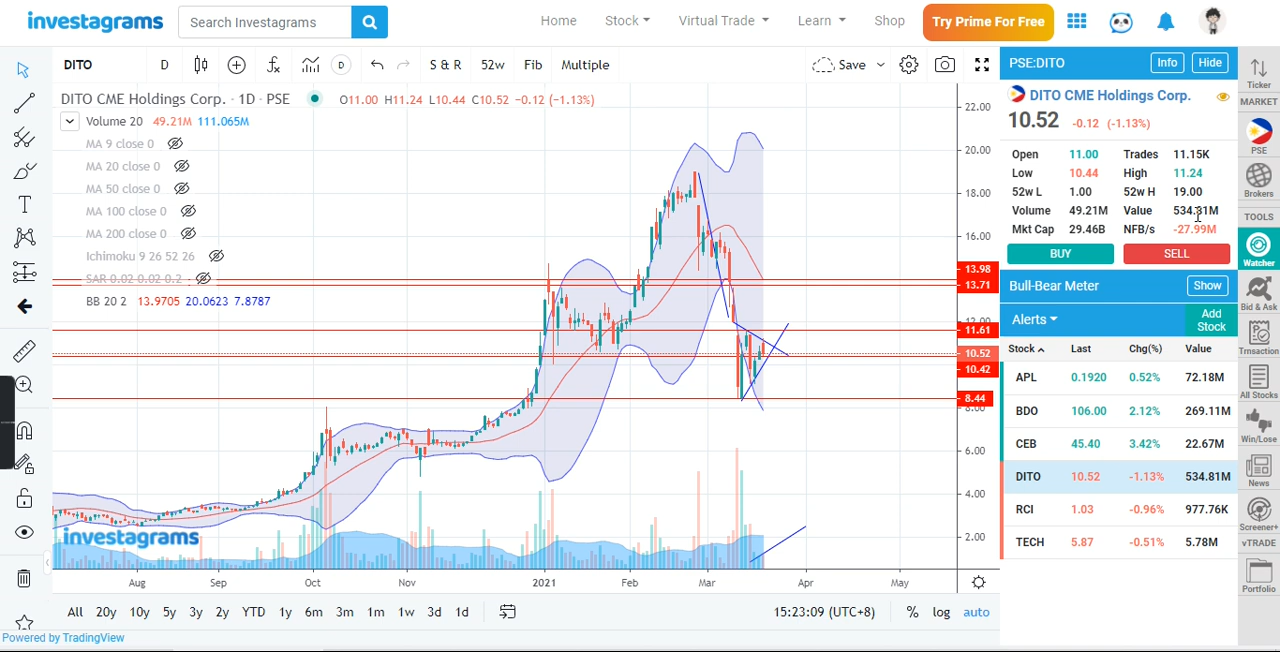 investagrams Search Investagrams Home Stock Virtual Trade Learn Shop Try Prime For Free
DITO D S & R 52w Fib Multiple Save
DITO CME Holdings Corp. · 1D · PSE O11.00 H11.24 L10.44 C10.52 -0.12 (-1.13%)
Volume 20 49.21M 111.065M
MA 9 close 0
MA 20 close 0
MA 50 close 0
MA 100 close 0
MA 200 close 0
Ichimoku 9 26 52 26
SAR 0.02 0.02 0.2
BB 20 2 13.9705 20.0623 7.8787
22.00
20.00
18.00
16.00
13.98
13.71
12.00
11.61
10.52
10.42
8.44
8.00
6.00
4.00
2.00
investagrams
Aug Sep Oct Nov 2021 Feb Mar Apr May
All 20y 10y 5y 3y 2y YTD 1y 6m 3m 1m 1w 3d 1d 15:23:09 (UTC+8) % log auto
Powered by TradingView
PSE:DITO Info Hide
DITO CME Holdings Corp.
10.52 -0.12 (-1.13%)
Open 11.00 Trades 11.15K
Low 10.44 High 11.24
52w L 1.00 52w H 19.00
Volume 49.21M Value 534.81M
Mkt Cap 29.46B NFB/s -27.99M
BUY SELL
Bull-Bear Meter Show
Alerts Add
Stock
Stock Last Chg(%) Value
APL 0.1920 0.52% 72.18M
BDO 106.00 2.12% 269.11M
CEB 45.40 3.42% 22.67M
DITO 10.52 -1.13% 534.81M
RCI 1.03 -0.96% 977.76K
TECH 5.87 -0.51% 5.78M
Ticker
MARKET
PSE
Brokers
TOOLS
Watcher
Bid & Ask
Trnsaction
All Stocks
Win/Lose
News
Screener+
vTRADE
Portfolio